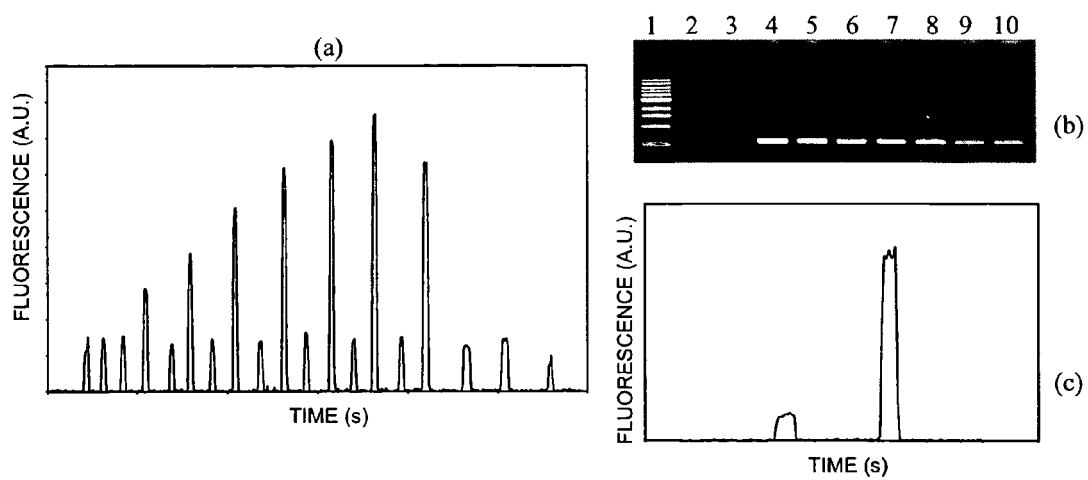 (a)
FLUORESCENCE (A.U.)
TIME (s)
1 2 3 4 5 6 7 8 9 10
(b)
FLUORESCENCE (A.U.)
(c)
TIME (s)